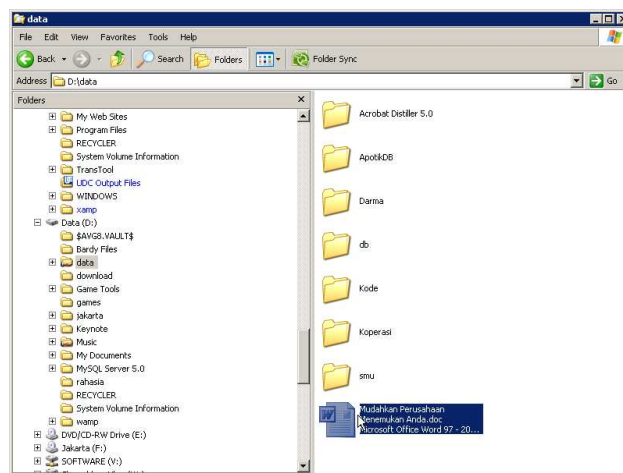 data
File Edit View Favorites Tools Help
Back Search Folders Folder Sync
Address D:\data Go
Folders
My Web Sites
Program Files
RECYCLER
System Volume Information
TransTool
UDC Output Files
WINDOWS
xamp
Data (D:)
$AVG8.VAULT$
Bardy Files
data
download
Game Tools
games
jakarta
Keynote
Music
My Documents
MySQL Server 5.0
rahasia
RECYCLER
System Volume Information
wamp
DVD/CD-RW Drive (E:)
Jakarta (F:)
SOFTWARE (V:)
Acrobat Distiller 5.0
ApotikDB
Darma
db
Kode
Koperasi
smu
Mudahkan Perusahaan
Menemukan Anda.doc
Microsoft Office Word 97 - 20...